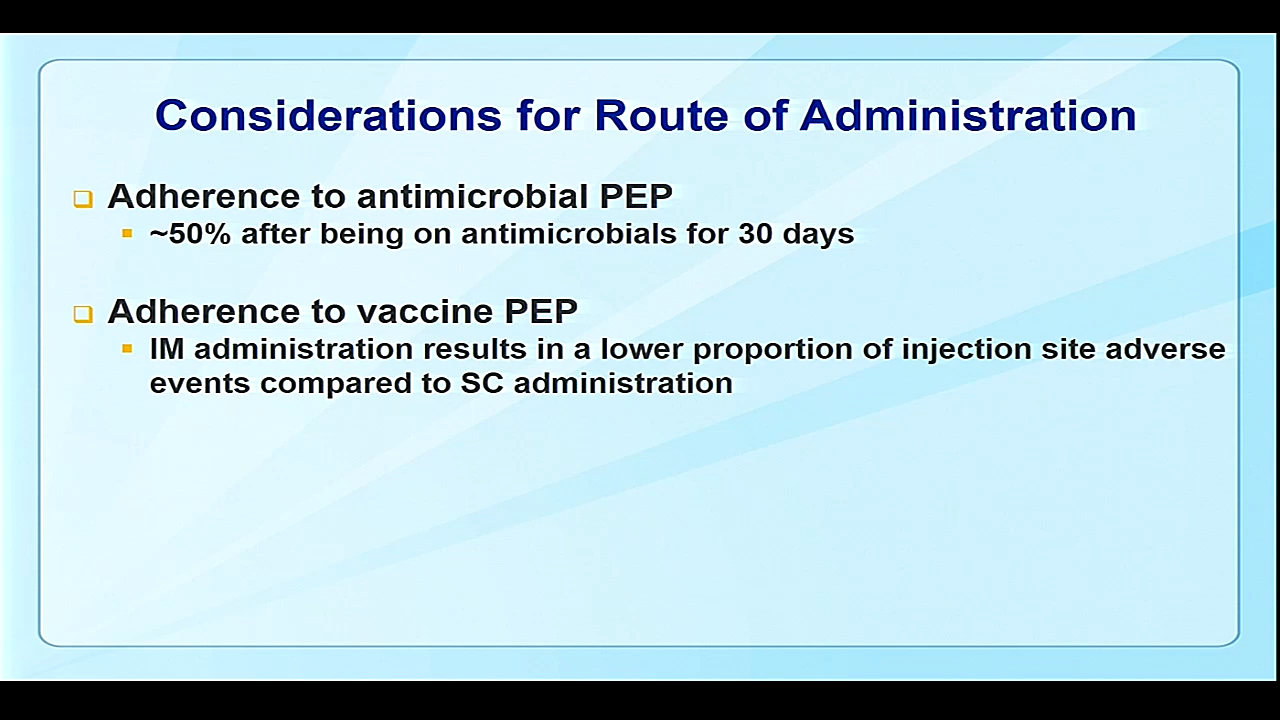 Considerations for Route of Administration
Adherence to antimicrobial PEP
~50% after being on antimicrobials for 30 days
Adherence to vaccine PEP
IM administration results in a lower proportion of injection site adverse
events compared to SC administration